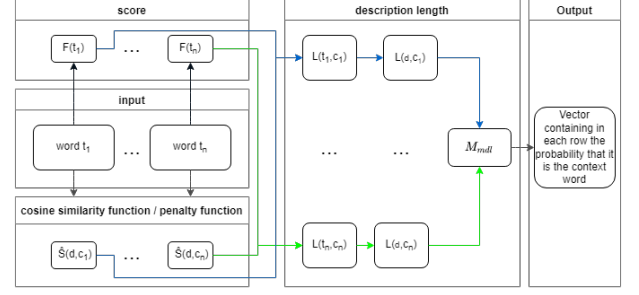 score
description length
Output
F(t₁)
...
F(tₙ)
L(t₁,c₁)
L(d,c₁)
input
word t₁
...
word tₙ
...
...
Mₘdₗ
Vector
containing in
each row the
probability that it
is the context
word
cosine similarity function / penalty function
Ŝ(d,c₁)
...
Ŝ(d,cₙ)
L(tₙ,cₙ)
L(d,cₙ)